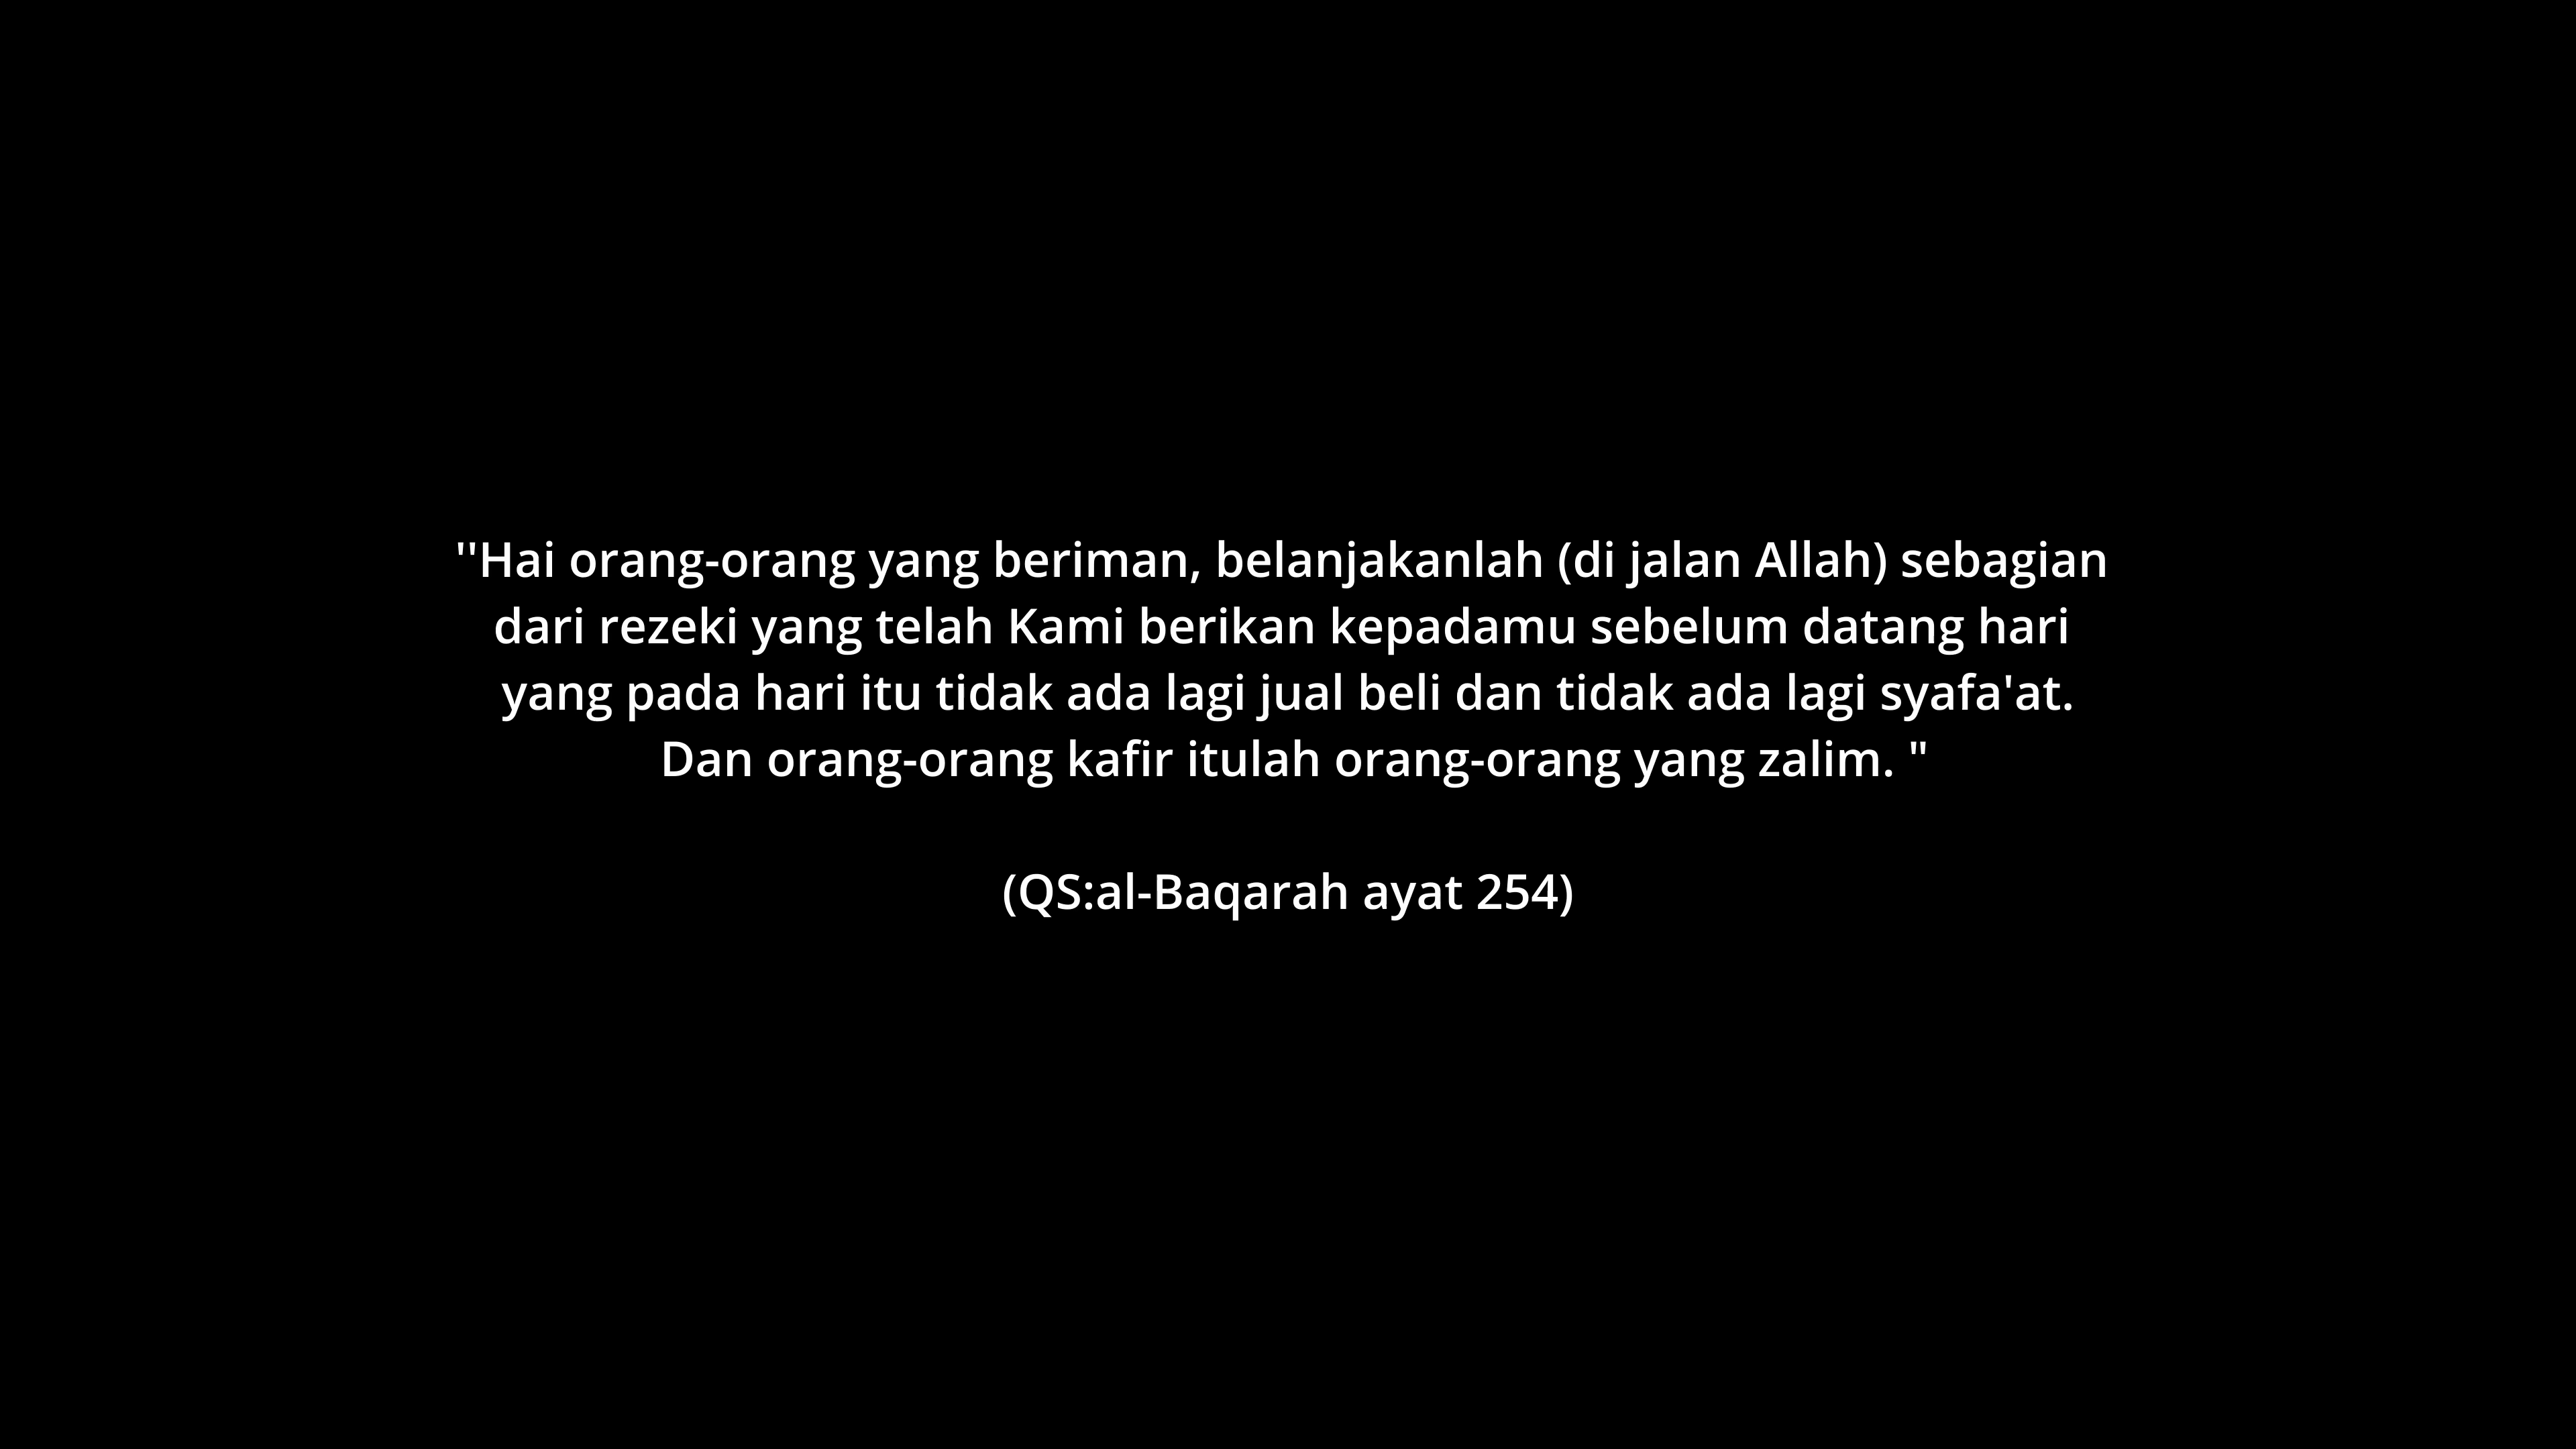 ''Hai orang-orang yang beriman, belanjakanlah (di jalan Allah) sebagian
dari rezeki yang telah Kami berikan kepadamu sebelum datang hari
yang pada hari itu tidak ada lagi jual beli dan tidak ada lagi syafa'at.
Dan orang-orang kafir itulah orang-orang yang zalim. "
(QS:al-Baqarah ayat 254)